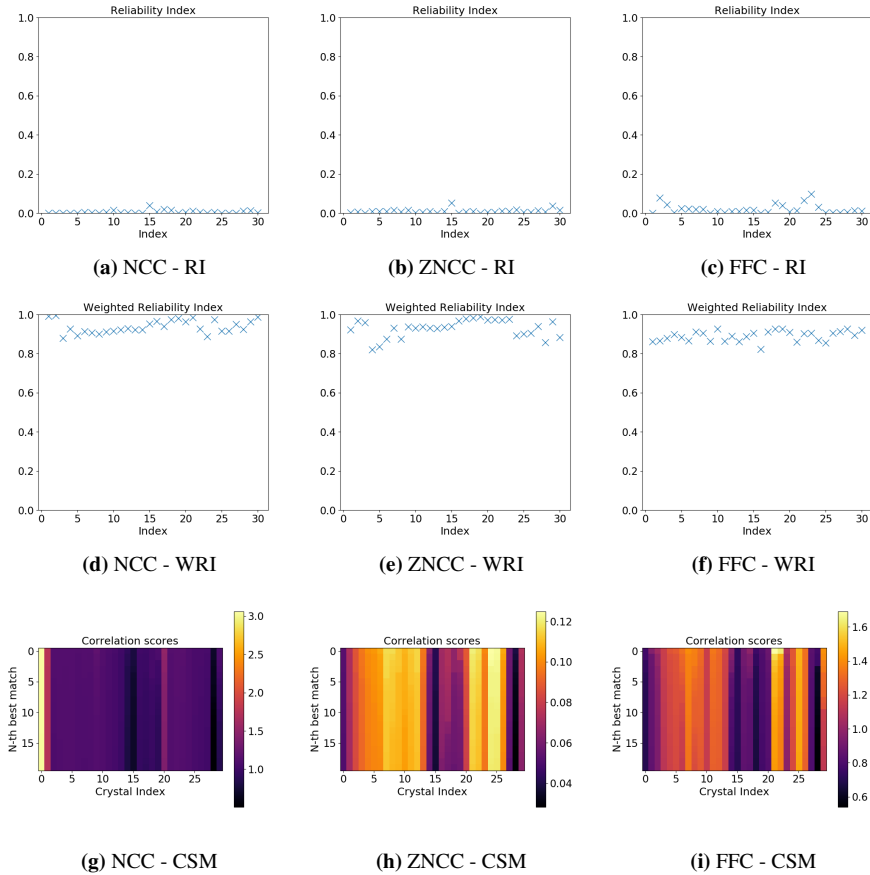 Reliability Index
1.0
0.8
0.6
0.4
0.2
0.0
0 5 10 15 20 25 30
Index
(a) NCC - RI
Reliability Index
1.0
0.8
0.6
0.4
0.2
0.0
0 5 10 15 20 25 30
Index
(b) ZNCC - RI
Reliability Index
1.0
0.8
0.6
0.4
0.2
0.0
0 5 10 15 20 25 30
Index
(c) FFC - RI
Weighted Reliability Index
1.0
0.8
0.6
0.4
0.2
0.0
0 5 10 15 20 25 30
Index
(d) NCC - WRI
Weighted Reliability Index
1.0
0.8
0.6
0.4
0.2
0.0
0 5 10 15 20 25 30
Index
(e) ZNCC - WRI
Weighted Reliability Index
1.0
0.8
0.6
0.4
0.2
0.0
0 5 10 15 20 25 30
Index
(f) FFC - WRI
Correlation scores
N-th best match
0
5
10
15
0 5 10 15 20 25
Crystal Index
3.0
2.5
2.0
1.5
1.0
(g) NCC - CSM
Correlation scores
N-th best match
0
5
10
15
0 5 10 15 20 25
Crystal Index
0.12
0.10
0.08
0.06
0.04
(h) ZNCC - CSM
Correlation scores
N-th best match
0
5
10
15
0 5 10 15 20 25
Crystal Index
1.6
1.4
1.2
1.0
0.8
0.6
(i) FFC - CSM